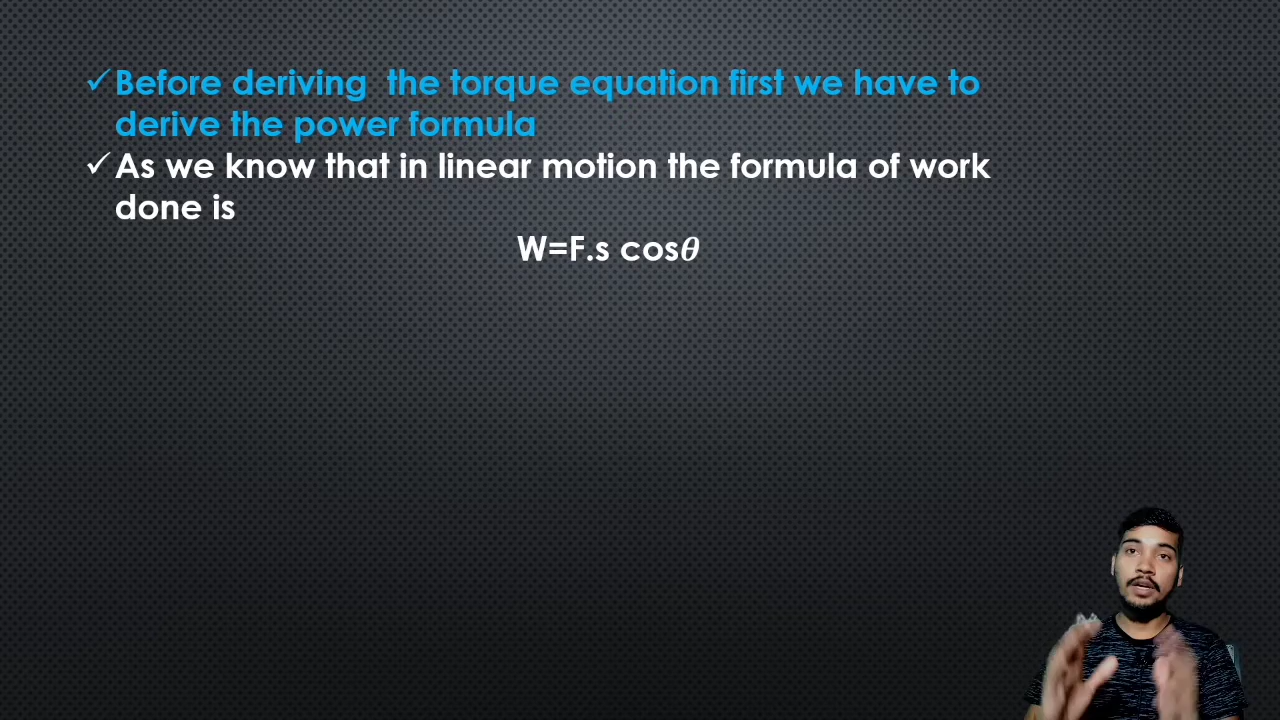 ✓Before deriving the torque equation first we have to
derive the power formula
✓As we know that in linear motion the formula of work
done is
W=F.s cos𝜃